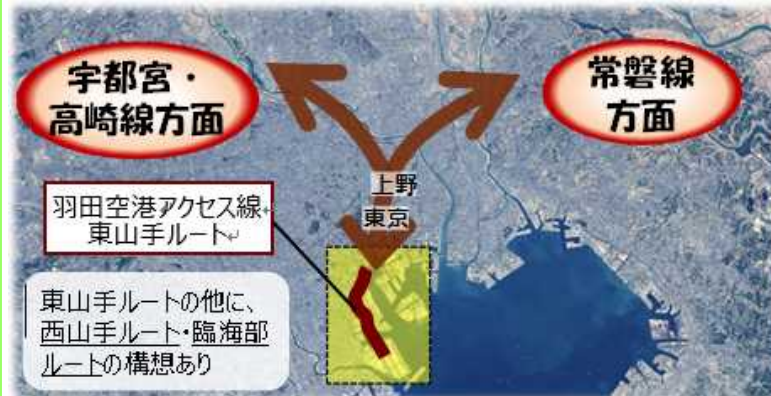 宇都宮・
高崎線方面
常磐線
方面
上野
東京
羽田空港アクセス線
東山手ルート
東山手ルートの他に、
西山手ルート・臨海部
ルートの構想あり